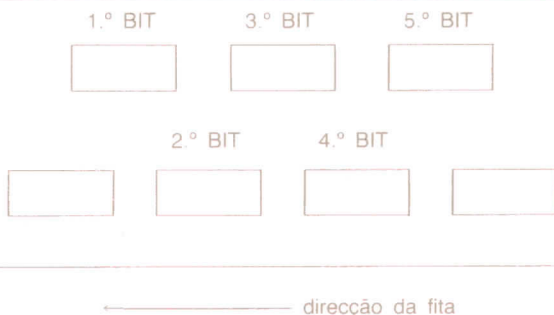 1.º BIT 3.º BIT 5.º BIT
2.º BIT 4.º BIT
direcção da fita